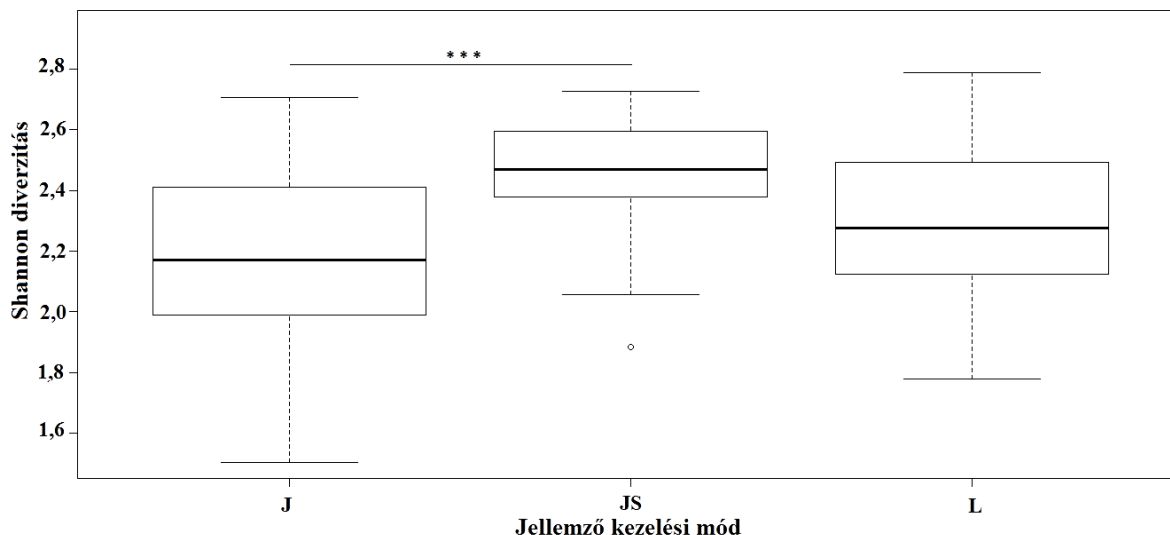 ***
Shannon diverzitás
2,8
2,6
2,4
2,2
2,0
1,8
1,6
J JS L
Jellemző kezelési mód